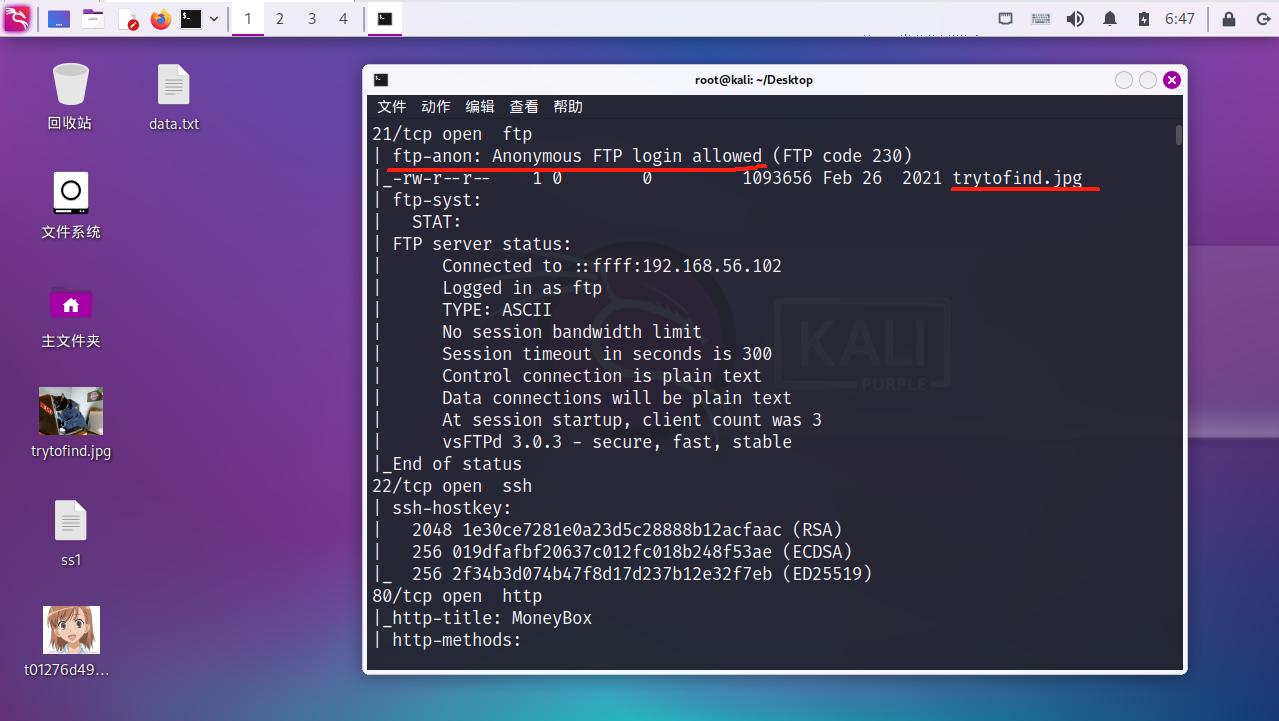 1 2 3 4
6:47
回收站
data.txt
文件系统
主文件夹
trytofind.jpg
ss1
t01276d49…
root@kali: ~/Desktop
文件 动作 编辑 查看 帮助
21/tcp open  ftp
| ftp-anon: Anonymous FTP login allowed (FTP code 230)
|_-rw-r--r--    1 0        0         1093656 Feb 26  2021 trytofind.jpg
| ftp-syst:
|   STAT:
| FTP server status:
|      Connected to ::ffff:192.168.56.102
|      Logged in as ftp
|      TYPE: ASCII
|      No session bandwidth limit
|      Session timeout in seconds is 300
|      Control connection is plain text
|      Data connections will be plain text
|      At session startup, client count was 3
|      vsFTPd 3.0.3 - secure, fast, stable
|_End of status
22/tcp open  ssh
| ssh-hostkey:
|   2048 1e30ce7281e0a23d5c28888b12acfaac (RSA)
|   256 019dfafbf20637c012fc018b248f53ae (ECDSA)
|_  256 2f34b3d074b47f8d17d237b12e32f7eb (ED25519)
80/tcp open  http
|_http-title: MoneyBox
| http-methods:
KALI
PURPLE